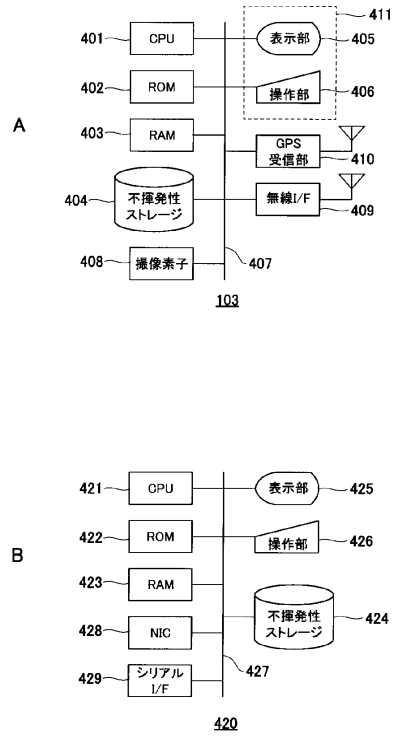 411
401
CPU
表示部
405
402
ROM
操作部
406
A
403
RAM
GPS
受信部
410
404
不揮発性
ストレージ
無線I/F
409
408
撮像素子
407
103
421
CPU
表示部
425
422
ROM
操作部
426
B
423
RAM
不揮発性
ストレージ
424
428
NIC
429
シリアル
I/F
427
420